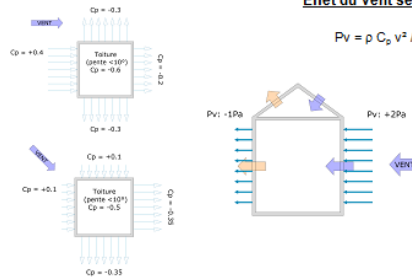 Effet du vent se
Cp = -0.3
VENT
Cp = +0.4
Toiture
(pente <10°)
Cp = -0.6
Cp = -0.2
Cp = -0.3
Pv = ρ Cp v²
Pv: -1Pa
Pv: +2Pa
VENT
VENT
Cp = +0.1
Cp = +0.1
Toiture
(pente <10°)
Cp = -0.5
Cp = -0.35
Cp = -0.35